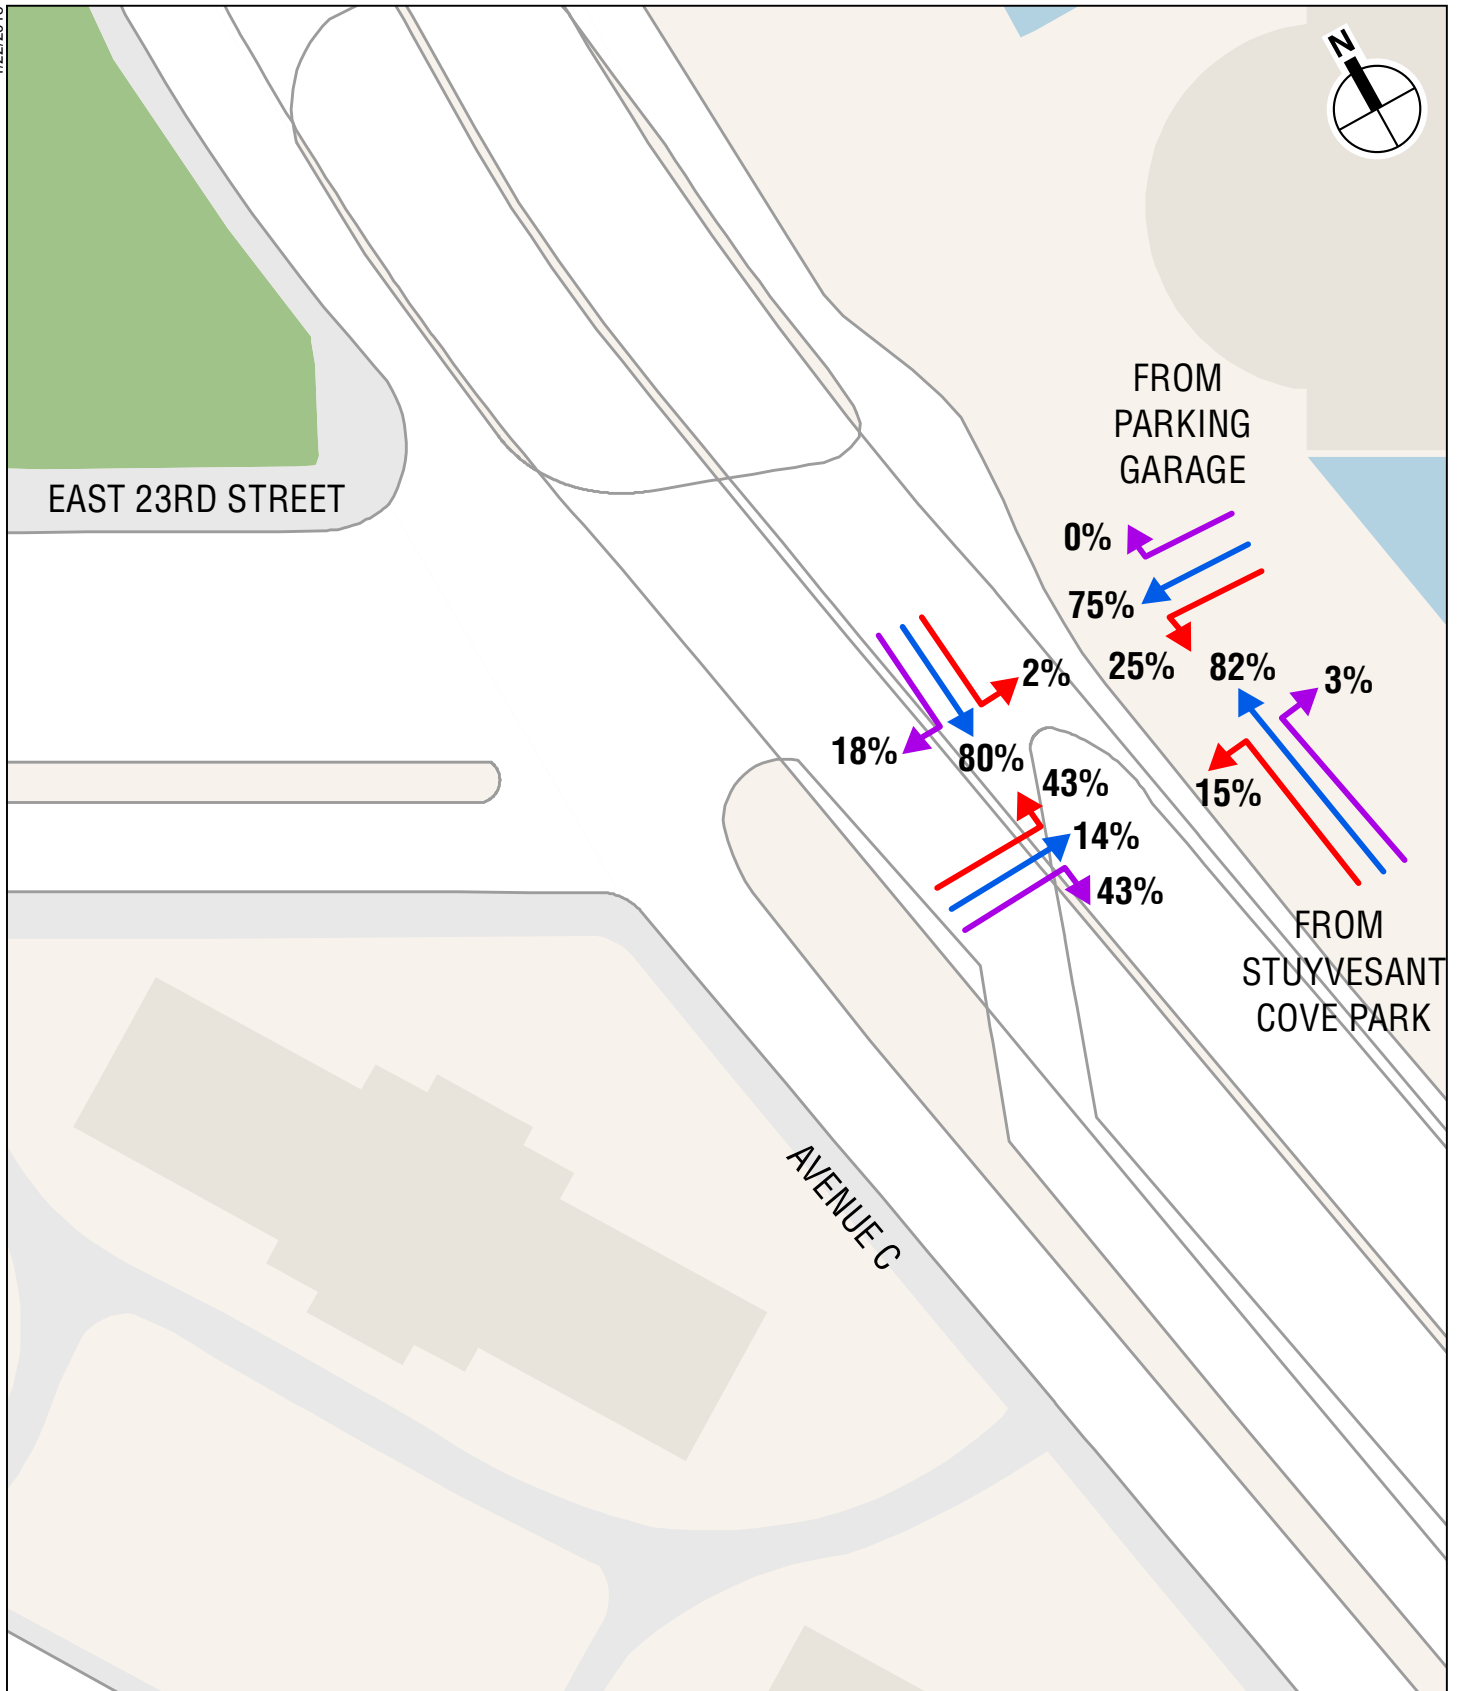 N
FROM
PARKING
GARAGE
EAST 23RD STREET
0%
75%
25%
82%
3%
2%
18%
80%
15%
43%
14%
43%
FROM
STUYVESANT
COVE PARK
AVENUE C